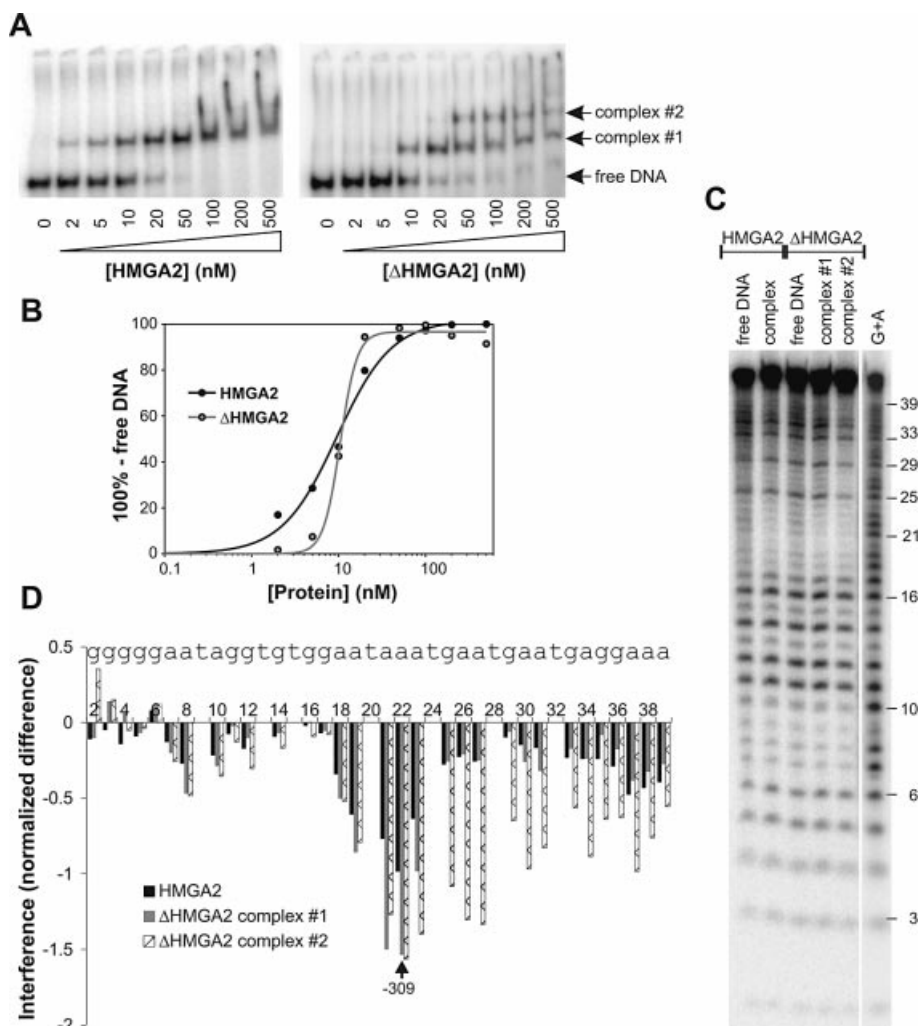 A
complex #2
complex #1
free DNA
0 2 5 10 20 50 100 200 500
0 2 5 10 20 50 100 200 500
[HMGA2] (nM)
[ΔHMGA2] (nM)
B
100% - free DNA
100
80
60
40
20
0
HMGA2
ΔHMGA2
0.1 1 10 100
[Protein] (nM)
C
HMGA2 ΔHMGA2
free DNA
complex
free DNA
complex #1
complex #2
G+A
39
33
29
25
21
16
10
6
3
D
Interference (normalized difference)
0.5
0
-0.5
-1
-1.5
-2
gggggaataggtgtggaataaatgaatgaatgaggaaa
2 4 6 8 10 12 14 16 18 20 22 24 26 28 30 32 34 36 38
HMGA2
ΔHMGA2 complex #1
ΔHMGA2 complex #2
-309